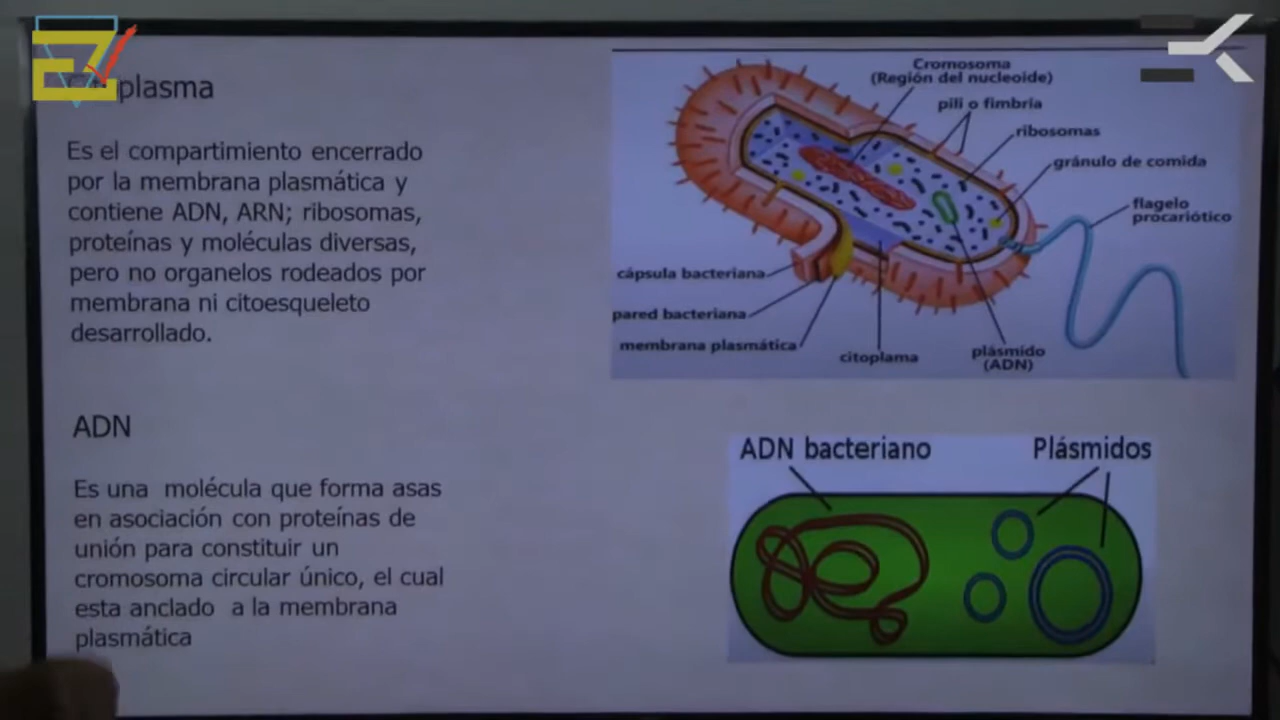 EZ
plasma
Es el compartimiento encerrado
por la membrana plasmática y
contiene ADN, ARN; ribosomas,
proteínas y moléculas diversas,
pero no organelos rodeados por
membrana ni citoesqueleto
desarrollado.
ADN
Es una molécula que forma asas
en asociación con proteínas de
unión para constituir un
cromosoma circular único, el cual
esta anclado a la membrana
plasmática
Cromosoma
(Región del nucleoide)
pili o fimbria
ribosomas
gránulo de comida
flagelo
procariótico
cápsula bacteriana
pared bacteriana
membrana plasmática
citoplama
plásmido
(ADN)
ADN bacteriano
Plásmidos